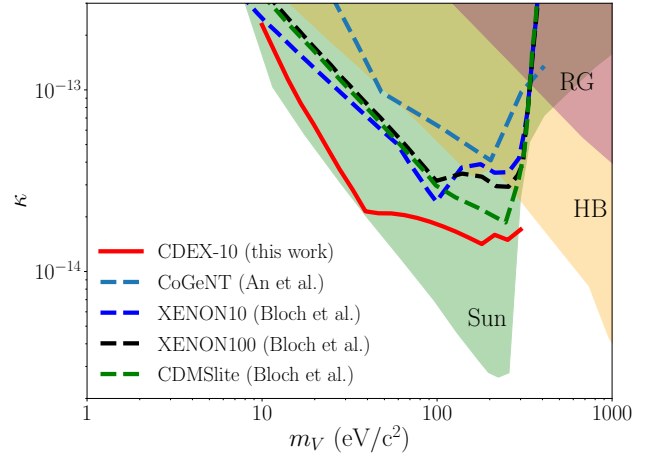 10⁻¹³
10⁻¹⁴
κ
RG
HB
Sun
CDEX-10 (this work)
CoGeNT (An et al.)
XENON10 (Bloch et al.)
XENON100 (Bloch et al.)
CDMSlite (Bloch et al.)
1 10 100 1000
m_V (eV/c²)